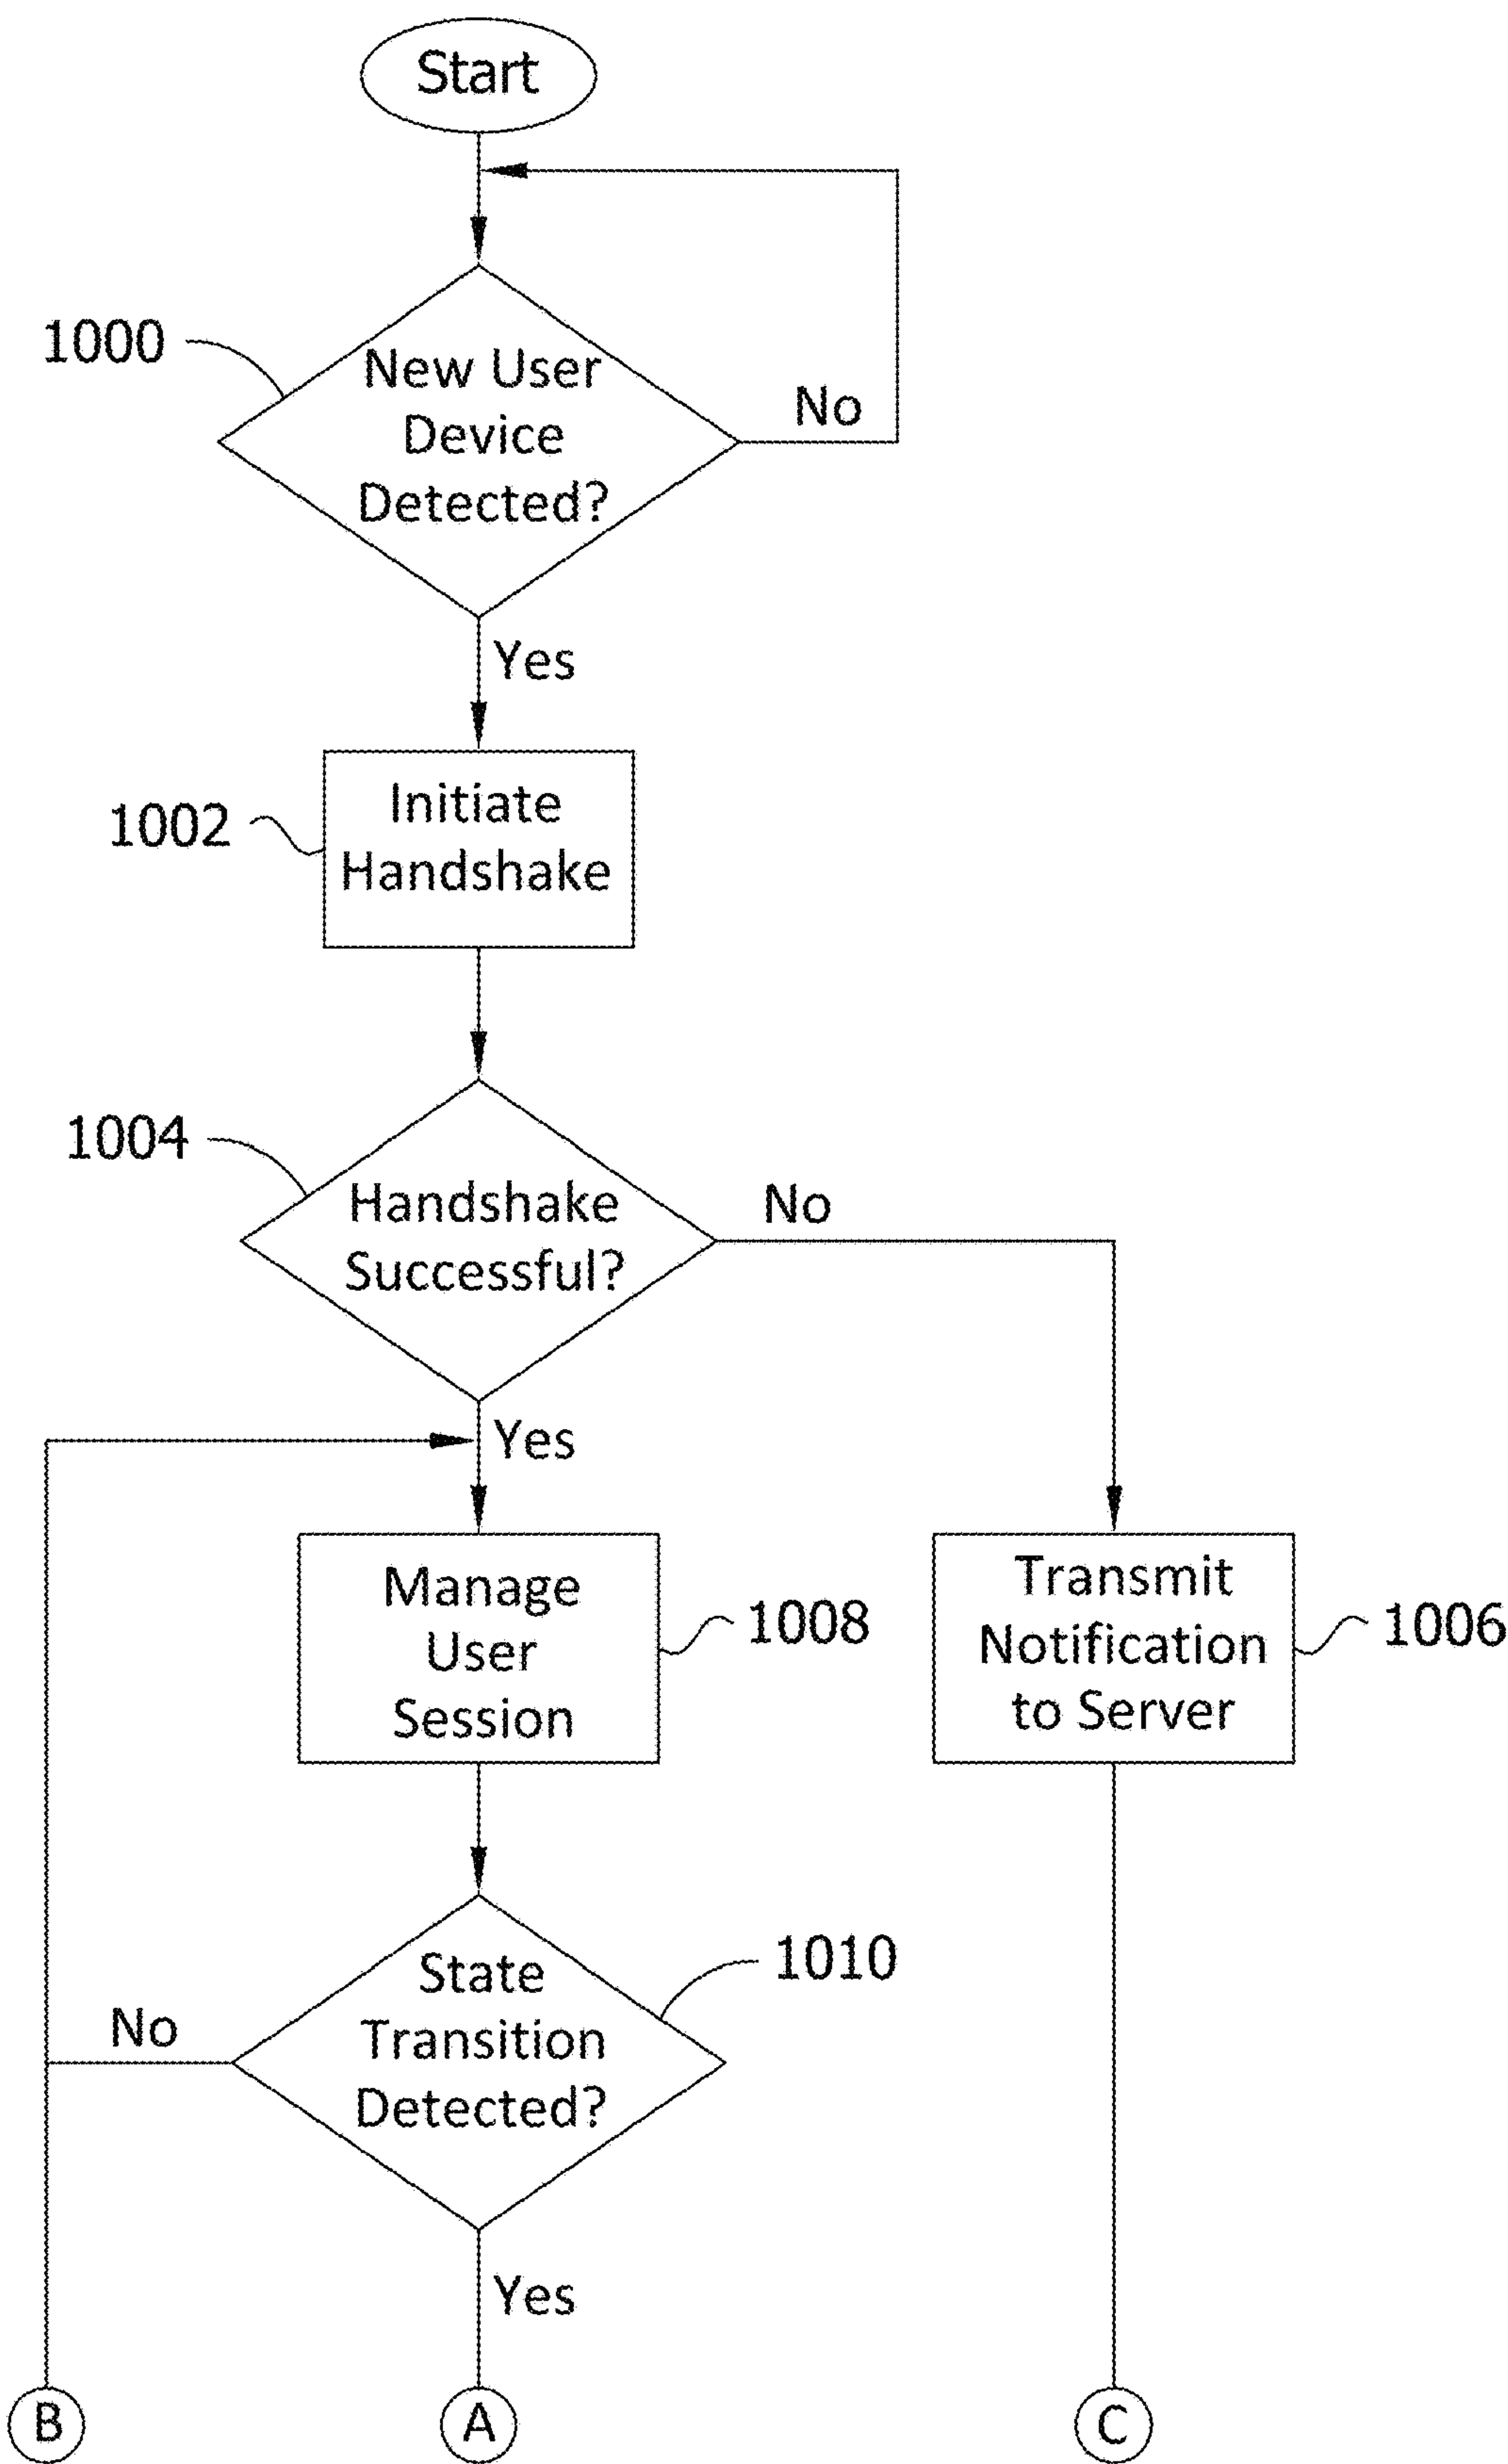 Start
1000
New User
Device
Detected?
No
Yes
1002
Initiate
Handshake
1004
Handshake
Successful?
No
Yes
Manage
User
Session
1008
Transmit
Notification
to Server
1006
State
Transition
Detected?
1010
No
Yes
B
A
C